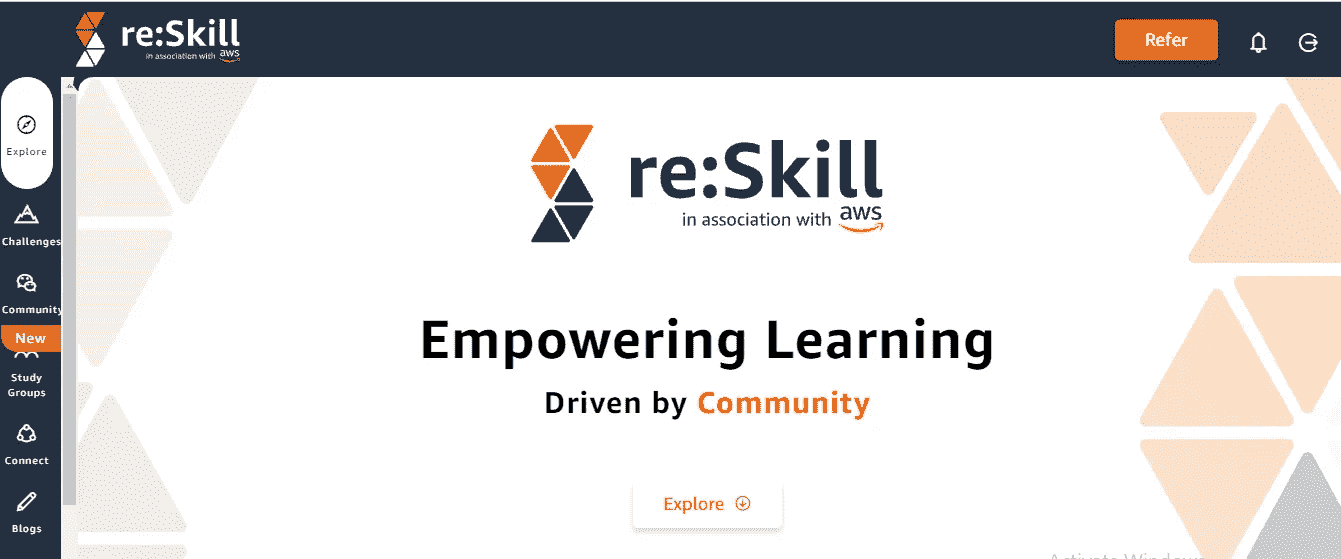 re:Skill
in association with aws
Refer
Explore
Challenges
Community
New
Study
Groups
Connect
Blogs
re:Skill
in association with aws
Empowering Learning
Driven by Community
Explore
Activate Windows